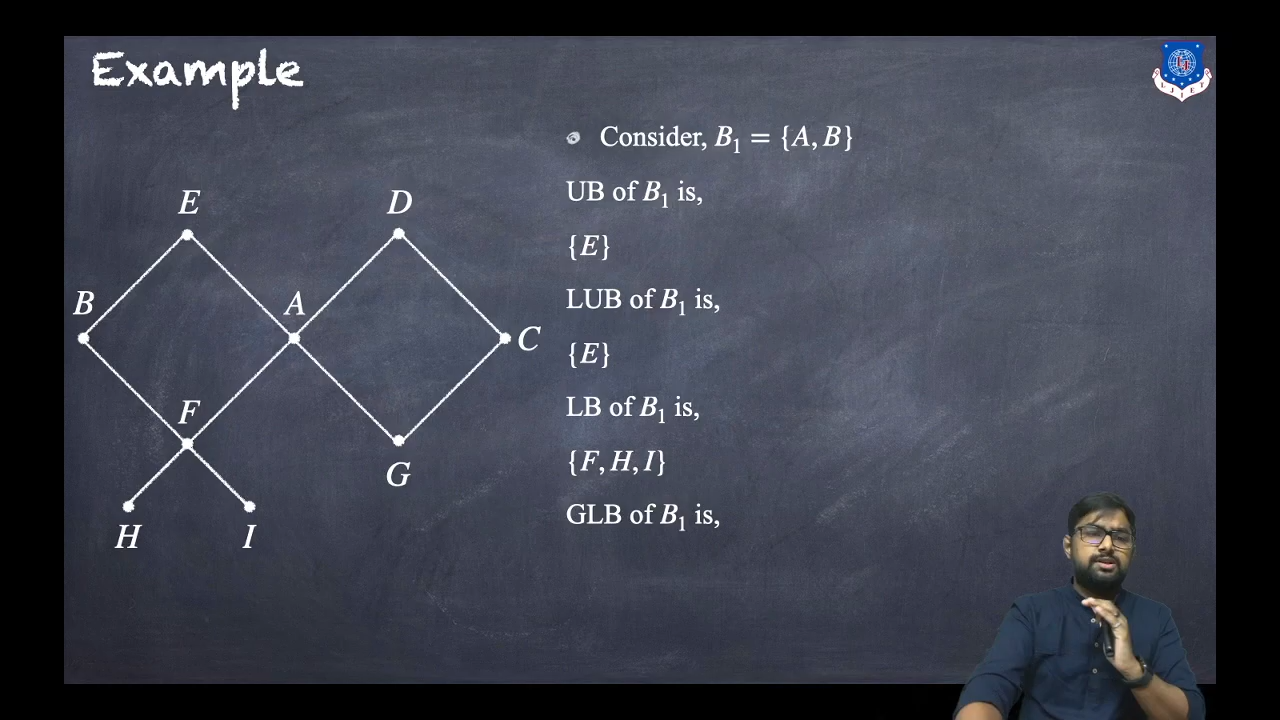 Example
Consider, B₁ = {A, B}
UB of B₁ is,
{E}
LUB of B₁ is,
{E}
LB of B₁ is,
{F, H, I}
GLB of B₁ is,
E
D
B
A
C
F
G
H
I